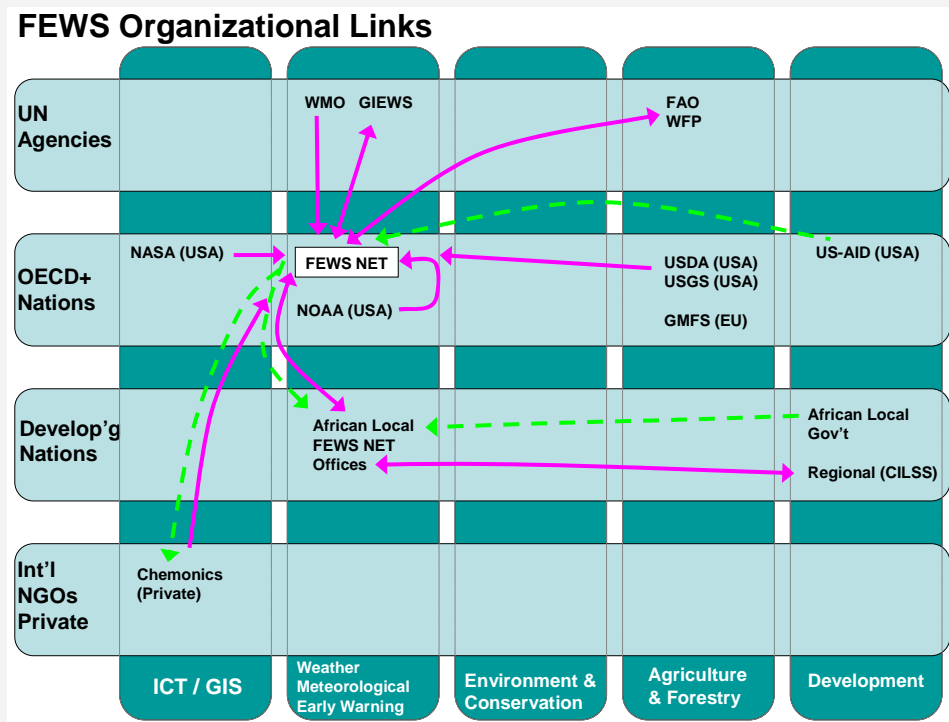 FEWS Organizational Links
UN
Agencies
WMO GIEWS
FAO
WFP
OECD+
Nations
NASA (USA)
FEWS NET
NOAA (USA)
USDA (USA)
USGS (USA)
GMFS (EU)
US-AID (USA)
Develop'g
Nations
African Local
FEWS NET
Offices
African Local
Gov't
Regional (CILSS)
Int'l
NGOs
Private
Chemonics
(Private)
ICT / GIS
Weather
Meteorological
Early Warning
Environment &
Conservation
Agriculture
& Forestry
Development